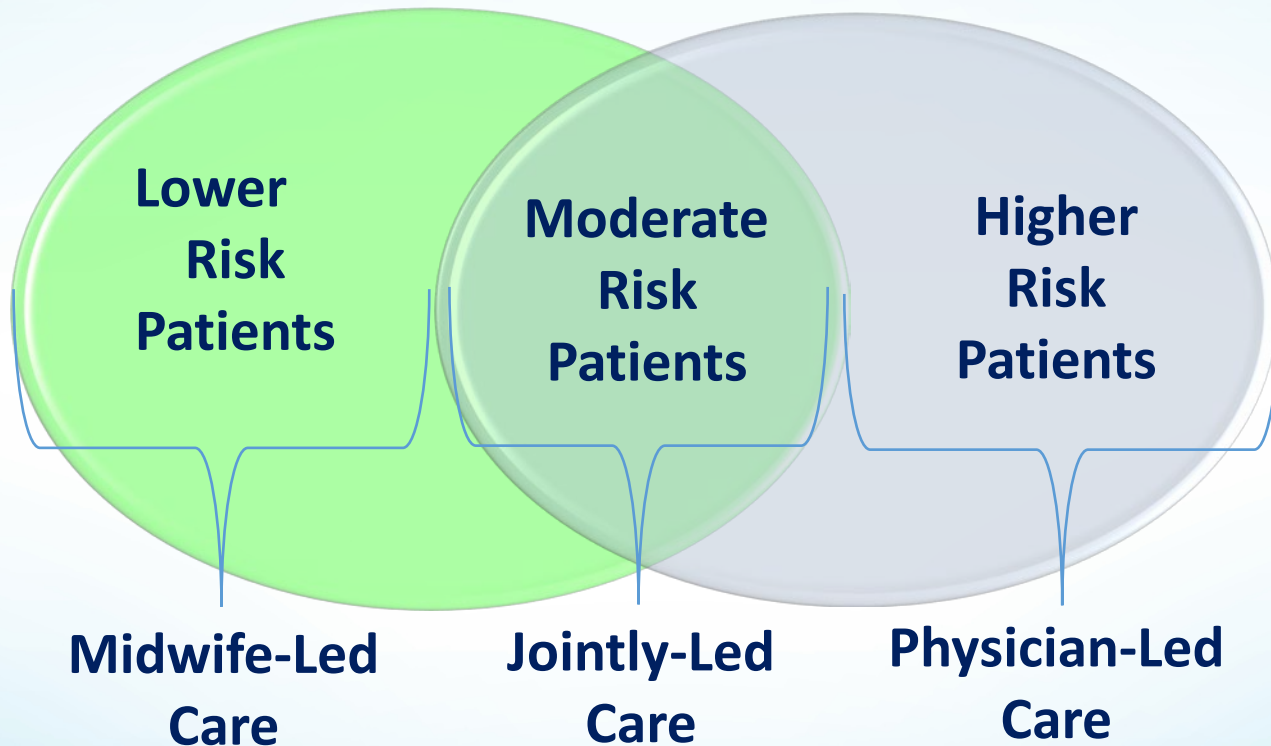 Lower
Risk
Patients
Moderate
Risk
Patients
Higher
Risk
Patients
Midwife-Led
Care
Jointly-Led
Care
Physician-Led
Care